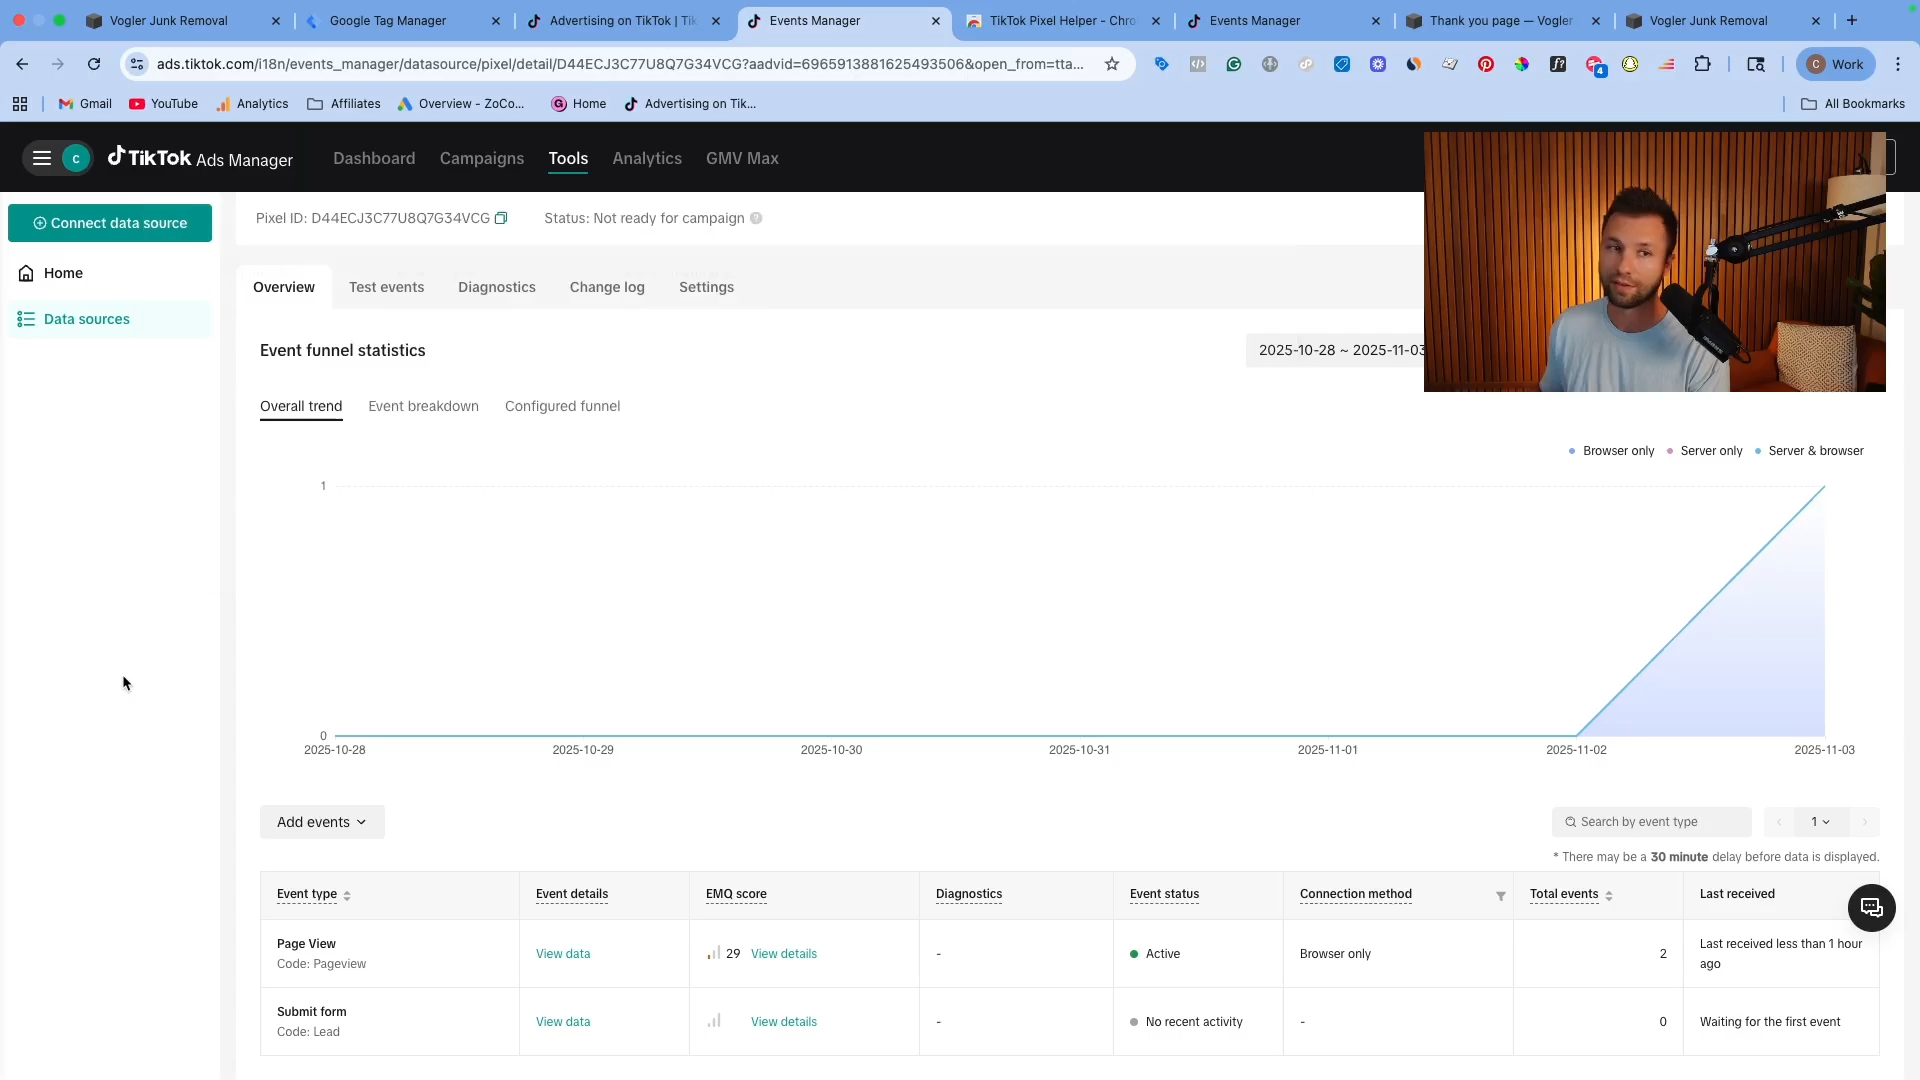 Vogler Junk Removal
Google Tag Manager
Advertising on TikTok | Tik
Events Manager
TikTok Pixel Helper - Chro
Events Manager
Thank you page — Vogler
Vogler Junk Removal
ads.tiktok.com/i18n/events_manager/datasource/pixel/detail/D44ECJ3C77U8Q7G34VCG?aadvid=6965913881625493506&open_from=tta...
4
C Work
Gmail
YouTube
Analytics
Affiliates
Overview - ZoCo...
Home
Advertising on Tik...
All Bookmarks
C
TikTok Ads Manager
Dashboard
Campaigns
Tools
Analytics
GMV Max
Connect data source
Home
Data sources
Pixel ID: D44ECJ3C77U8Q7G34VCG
Status: Not ready for campaign
Overview
Test events
Diagnostics
Change log
Settings
Event funnel statistics
2025-10-28 ~ 2025-11-03
Overall trend
Event breakdown
Configured funnel
Browser only
Server only
Server & browser
1
0
2025-10-28
2025-10-29
2025-10-30
2025-10-31
2025-11-01
2025-11-02
2025-11-03
Add events
Search by event type
1
* There may be a 30 minute delay before data is displayed.
Event type
Event details
EMQ score
Diagnostics
Event status
Connection method
Total events
Last received
Page View
Code: Pageview
View data
29 View details
-
Active
Browser only
2
Last received less than 1 hour
ago
Submit form
Code: Lead
View data
View details
-
No recent activity
-
0
Waiting for the first event